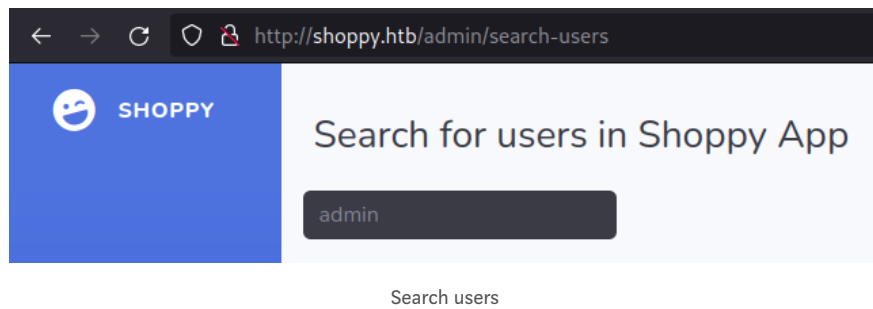 http://shoppy.htb/admin/search-users
SHOPPY
Search for users in Shoppy App
admin
Search users